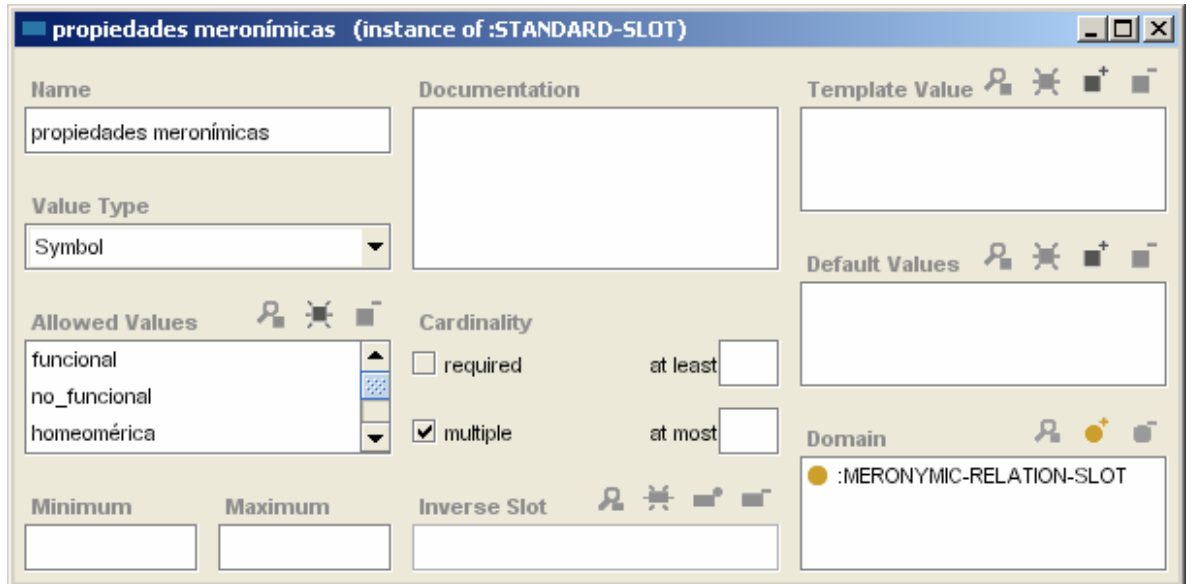 propiedades meronímicas (instance of :STANDARD-SLOT)
Name
propiedades meronímicas
Value Type
Symbol
Allowed Values
funcional
no_funcional
homeomérica
Minimum
Maximum
Documentation
Cardinality
required
at least
multiple
at most
Inverse Slot
Template Value
Default Values
Domain
:MERONYMIC-RELATION-SLOT